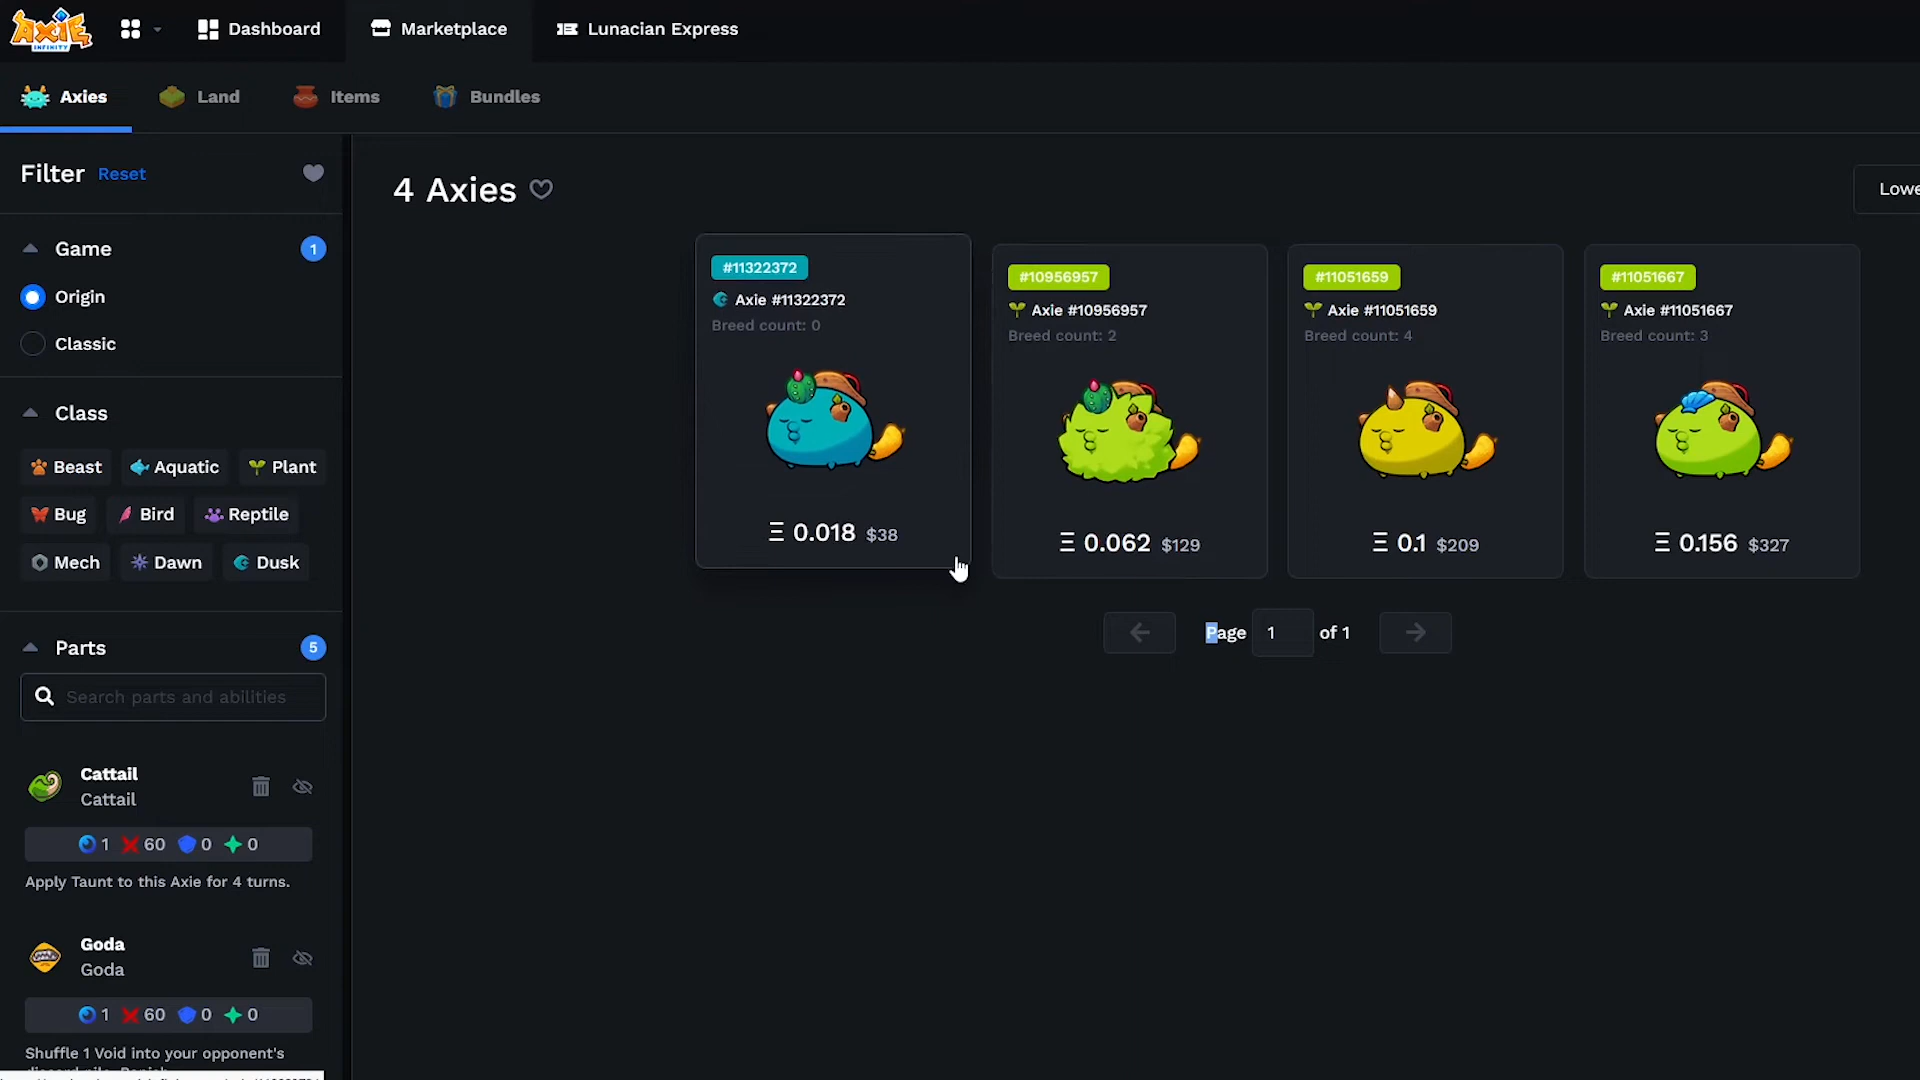 AXIE
INFINITY
Dashboard
Marketplace
Lunacian Express
Axies
Land
Items
Bundles
Filter Reset
Game 1
Origin
Classic
Class
Beast Aquatic Plant
Bug Bird Reptile
Mech Dawn Dusk
Parts 5
Search parts and abilities
Cattail
Cattail
1 60 0 0
Apply Taunt to this Axie for 4 turns.
Goda
Goda
1 60 0 0
Shuffle 1 Void into your opponent's
4 Axies
Lowe
#11322372
Axie #11322372
Breed count: 0
Ξ 0.018 $38
#10956957
Axie #10956957
Breed count: 2
Ξ 0.062 $129
#11051659
Axie #11051659
Breed count: 4
Ξ 0.1 $209
#11051667
Axie #11051667
Breed count: 3
Ξ 0.156 $327
Page 1 of 1